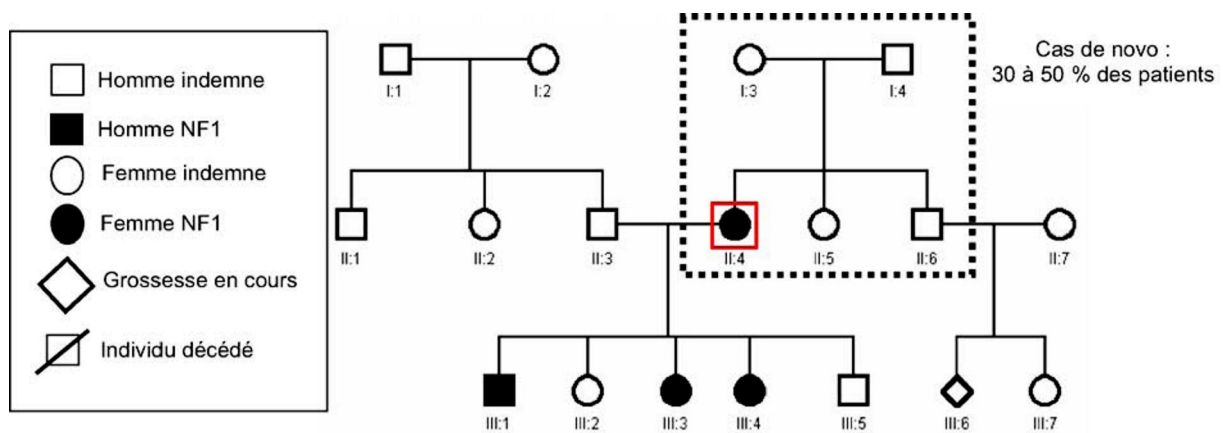 Homme indemne
Homme NF1
Femme indemne
Femme NF1
Grossesse en cours
Individu décédé
Cas de novo :
30 à 50 % des patients
I:1 I:2 I:3 I:4
II:1 II:2 II:3 II:4 II:5 II:6 II:7
III:1 III:2 III:3 III:4 III:5 III:6 III:7